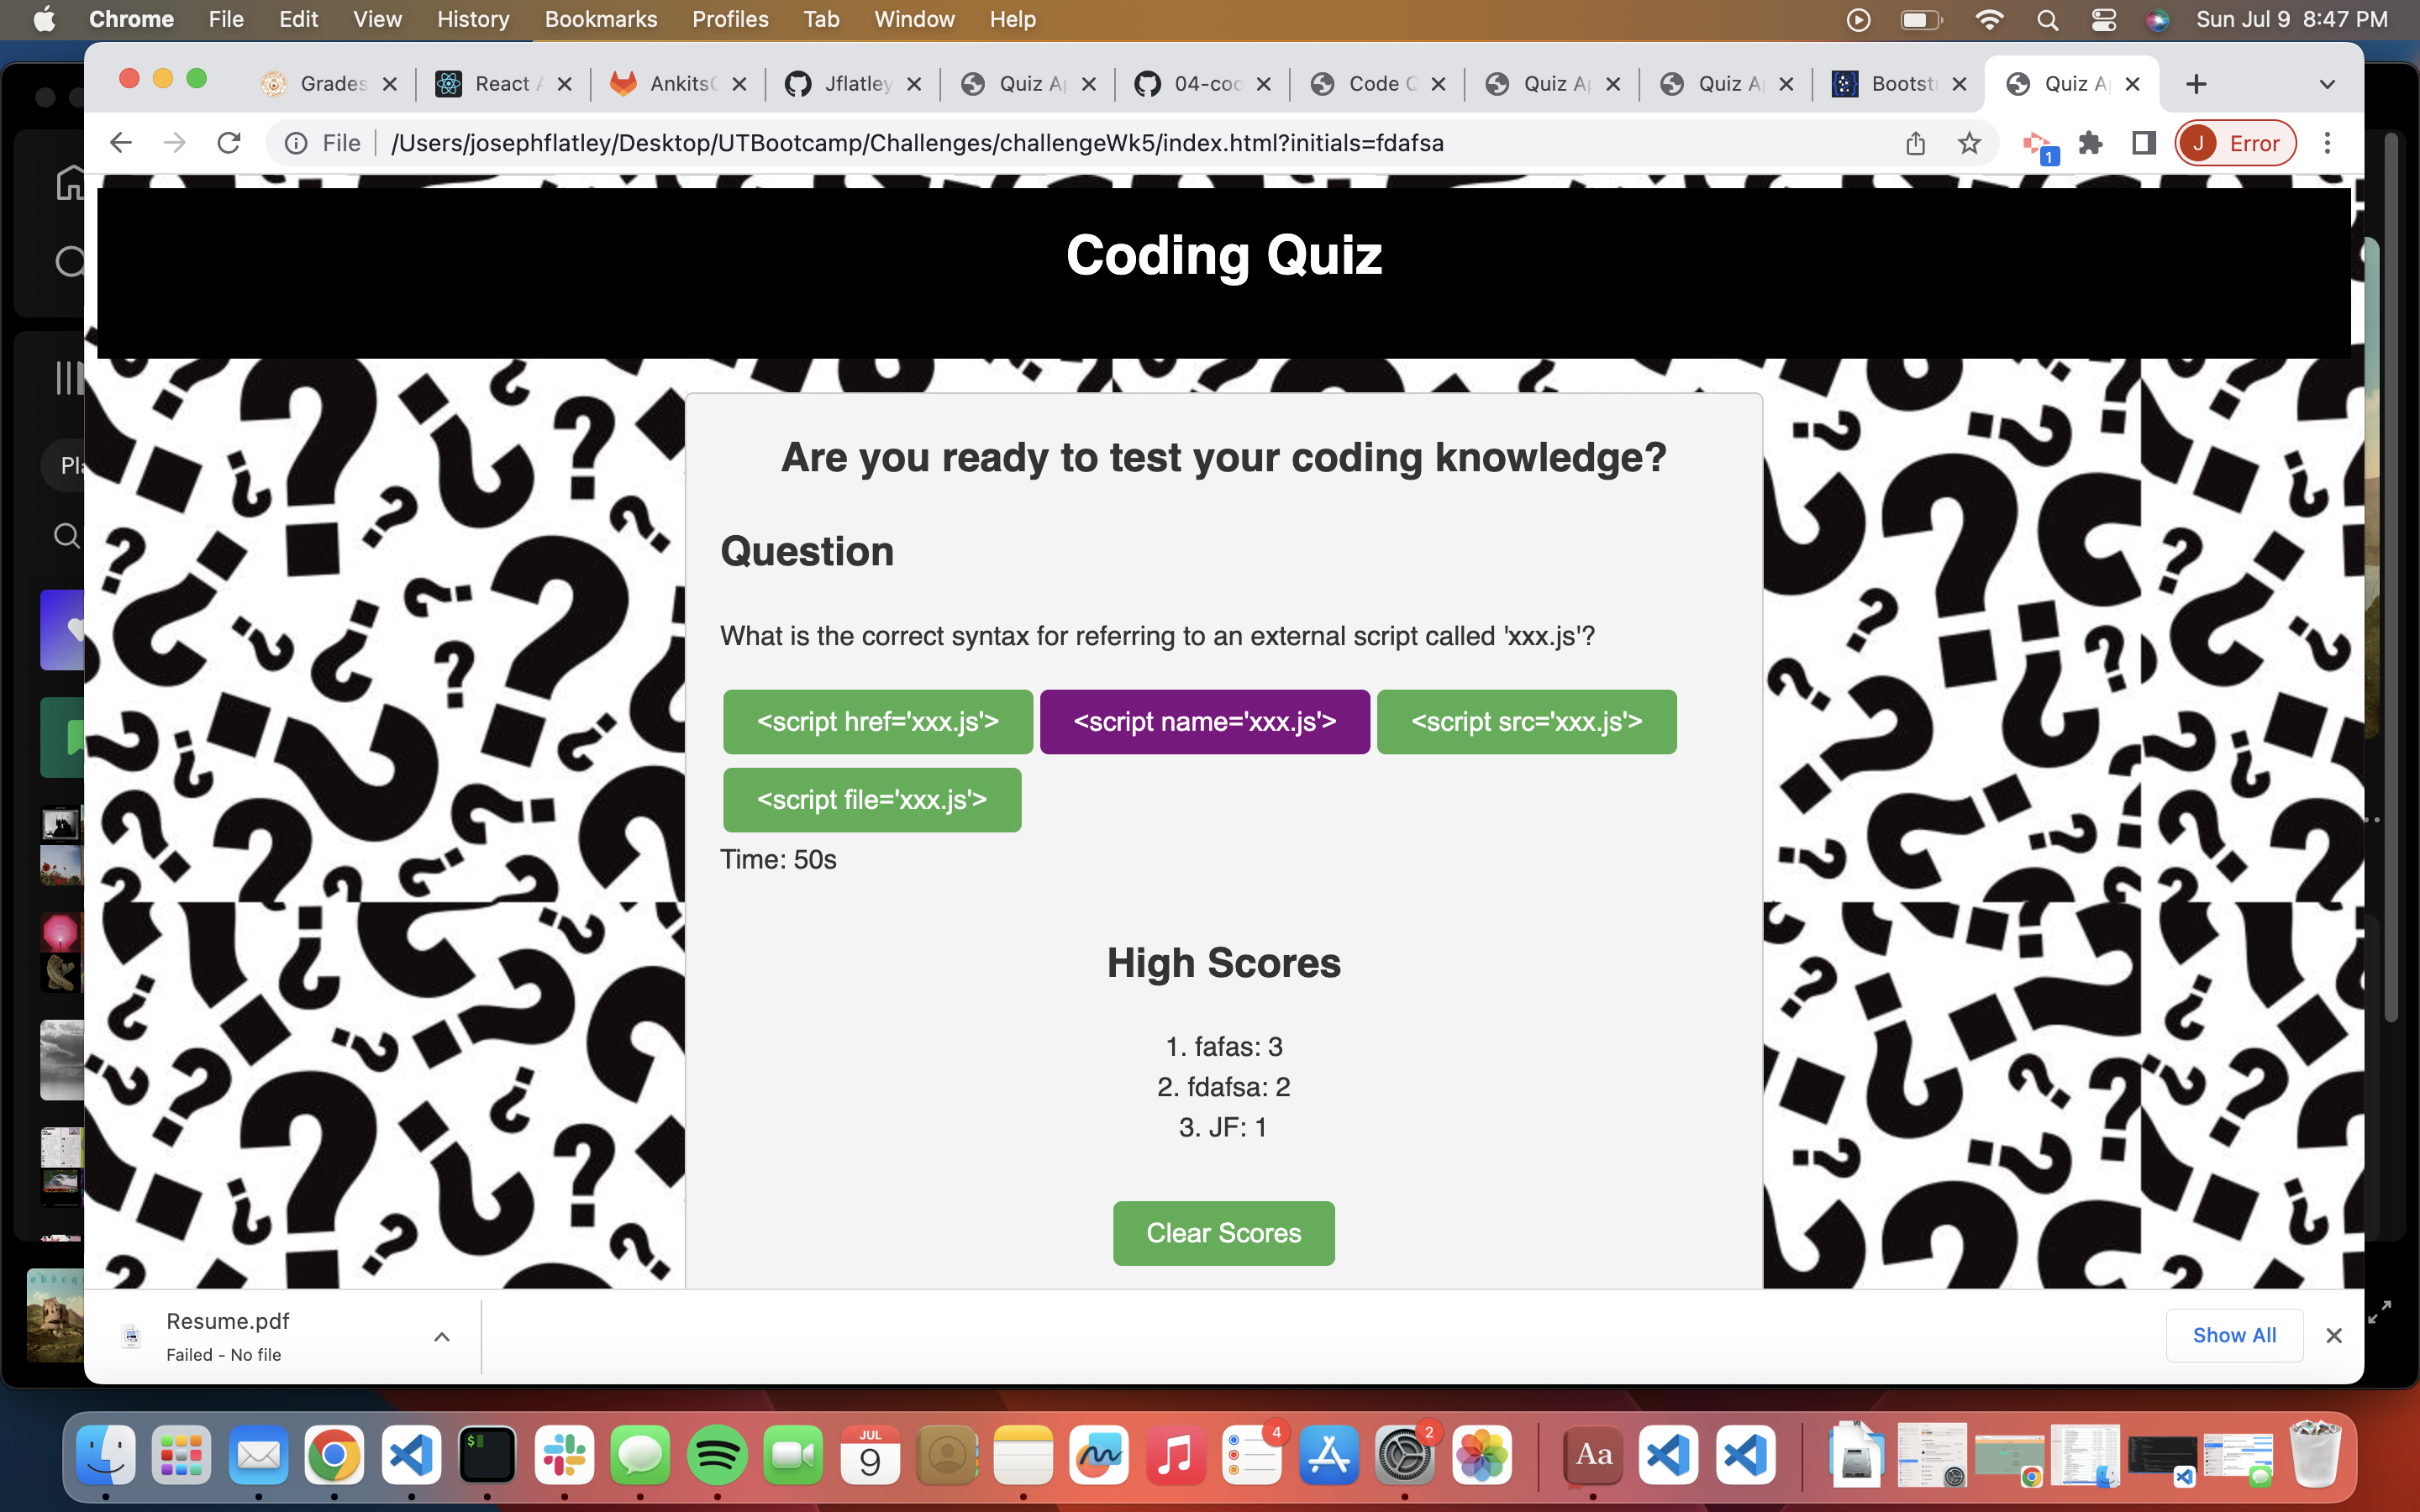 Chrome File Edit View History Bookmarks Profiles Tab Window Help Sun Jul 9 8:47 PM
Grades React AnkitsC Jflatley Quiz Ap 04-cod Code Q Quiz Ap Quiz A Bootst Quiz A
File /Users/josephflatley/Desktop/UTBootcamp/Challenges/challengeWk5/index.html?initials=fdafsa 1 J Error
Coding Quiz
Are you ready to test your coding knowledge?
Question
What is the correct syntax for referring to an external script called 'xxx.js'?
<script href='xxx.js'> <script name='xxx.js'> <script src='xxx.js'>
<script file='xxx.js'>
Time: 50s
High Scores
1. fafas: 3
2. fdafsa: 2
3. JF: 1
Clear Scores
Resume.pdf
Failed - No file
Show All
JUL
9
4
2
Aa